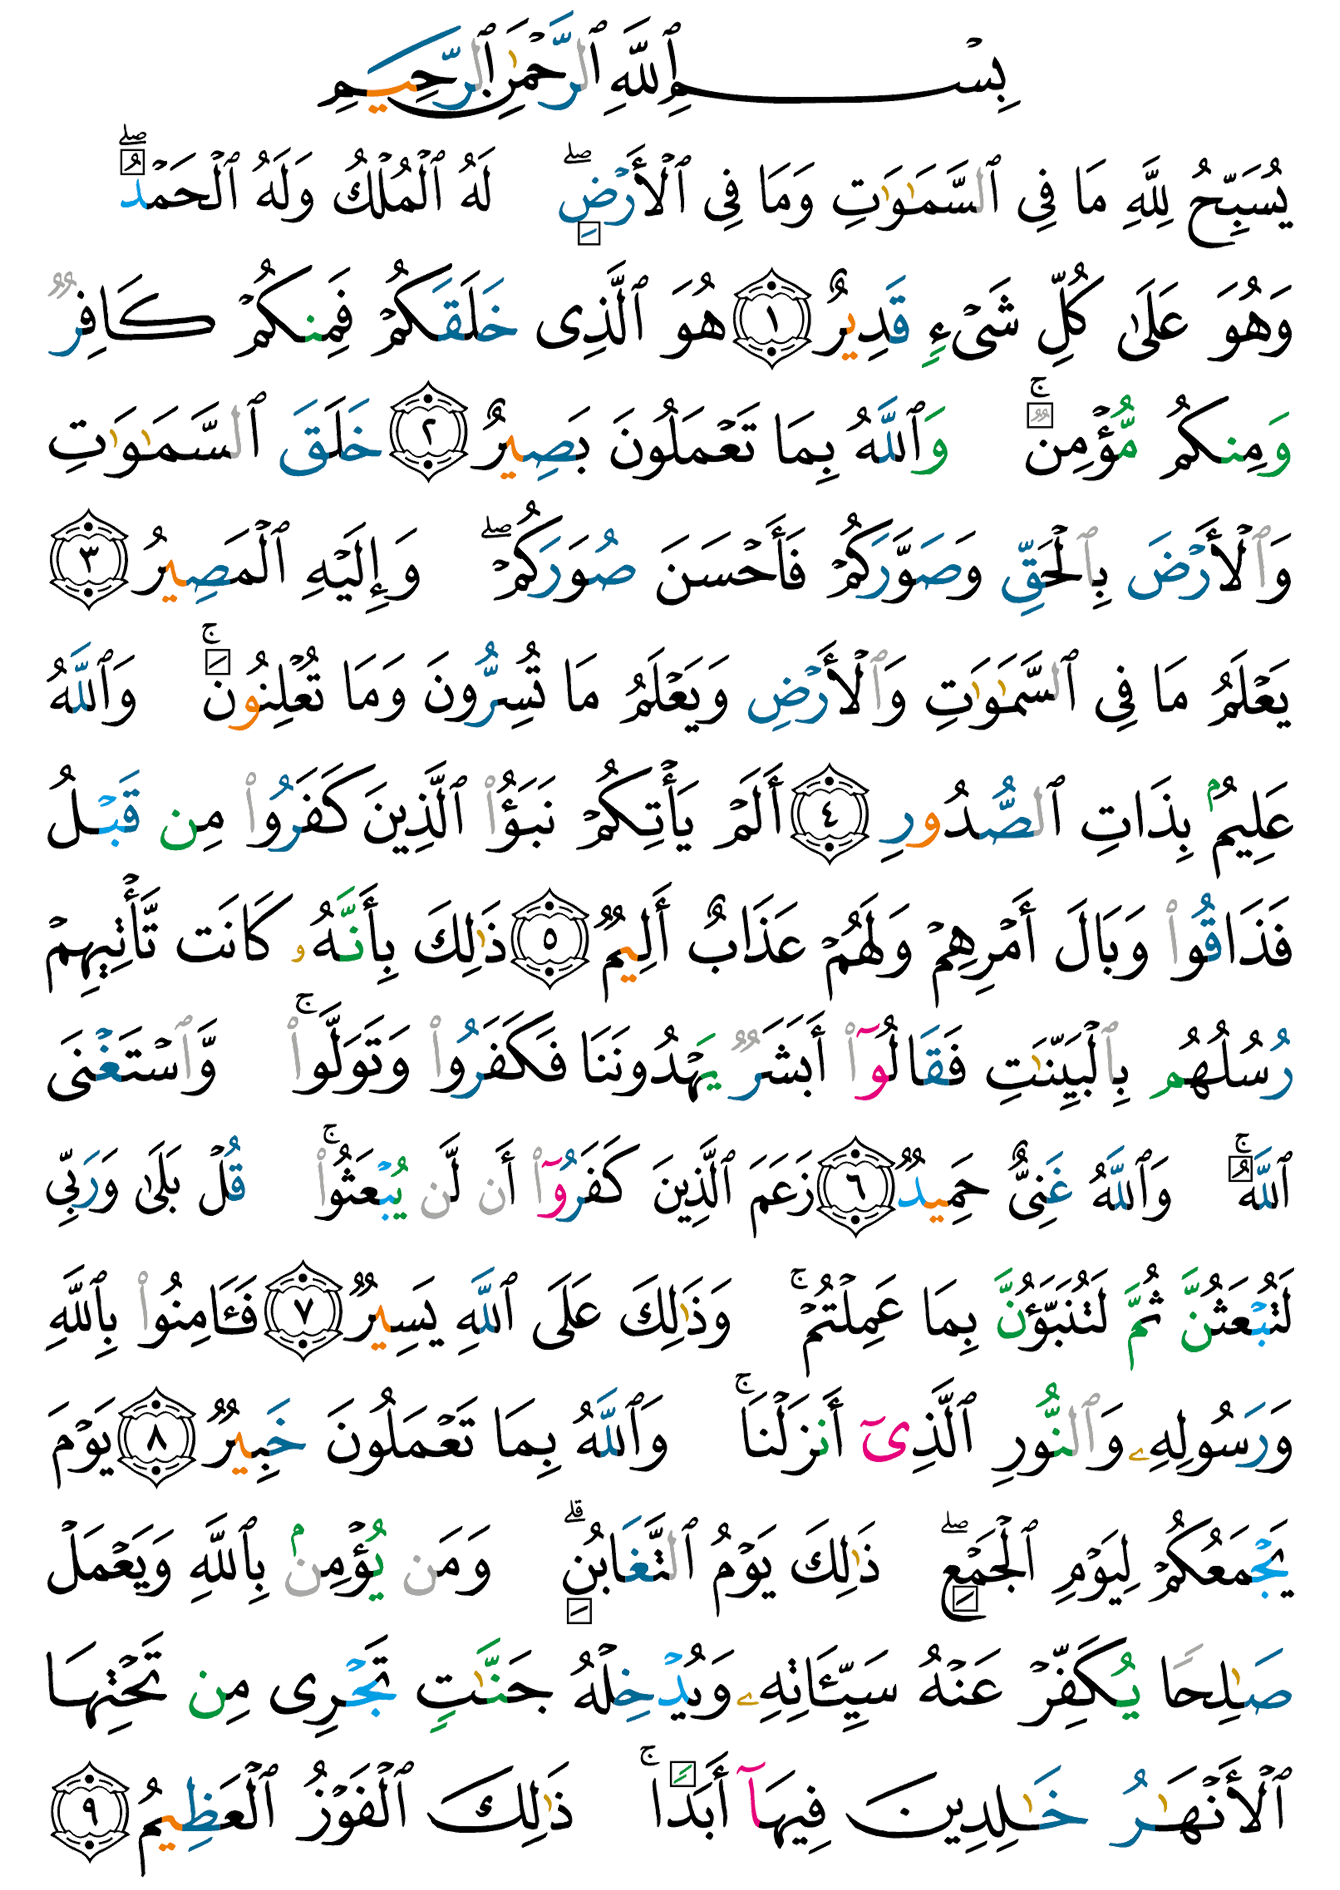 بِسْمِ ٱللَّهِ ٱلرَّحْمَٰنِ ٱلرَّحِيمِ
يُسَبِّحُ لِلَّهِ مَا فِى ٱلسَّمَٰوَٰتِ وَمَا فِى ٱلْأَرْضِ ۖ لَهُ ٱلْمُلْكُ وَلَهُ ٱلْحَمْدُ ۖ
وَهُوَ عَلَىٰ كُلِّ شَىْءٍ قَدِيرٌ ١ هُوَ ٱلَّذِى خَلَقَكُمْ فَمِنكُمْ كَافِرٌ
وَمِنكُم مُّؤْمِنٌ ۚ وَٱللَّهُ بِمَا تَعْمَلُونَ بَصِيرٌ ٢ خَلَقَ ٱلسَّمَٰوَٰتِ
وَٱلْأَرْضَ بِٱلْحَقِّ وَصَوَّرَكُمْ فَأَحْسَنَ صُوَرَكُمْ ۖ وَإِلَيْهِ ٱلْمَصِيرُ ٣
يَعْلَمُ مَا فِى ٱلسَّمَٰوَٰتِ وَٱلْأَرْضِ وَيَعْلَمُ مَا تُسِرُّونَ وَمَا تُعْلِنُونَ ۚ وَٱللَّهُ
عَلِيمٌۢ بِذَاتِ ٱلصُّدُورِ ٤ أَلَمْ يَأْتِكُمْ نَبَؤُا۟ ٱلَّذِينَ كَفَرُوا۟ مِن قَبْلُ
فَذَاقُوا۟ وَبَالَ أَمْرِهِمْ وَلَهُمْ عَذَابٌ أَلِيمٌ ٥ ذَٰلِكَ بِأَنَّهُۥ كَانَت تَّأْتِيهِمْ
رُسُلُهُم بِٱلْبَيِّنَٰتِ فَقَالُوٓا۟ أَبَشَرٌ يَهْدُونَنَا فَكَفَرُوا۟ وَتَوَلَّوا۟ ۚ وَّٱسْتَغْنَى
ٱللَّهُ ۚ وَٱللَّهُ غَنِىٌّ حَمِيدٌ ٦ زَعَمَ ٱلَّذِينَ كَفَرُوٓا۟ أَن لَّن يُبْعَثُوا۟ ۚ قُلْ بَلَىٰ وَرَبِّى
لَتُبْعَثُنَّ ثُمَّ لَتُنَبَّؤُنَّ بِمَا عَمِلْتُمْ ۚ وَذَٰلِكَ عَلَى ٱللَّهِ يَسِيرٌ ٧ فَـَٔامِنُوا۟ بِٱللَّهِ
وَرَسُولِهِۦ وَٱلنُّورِ ٱلَّذِىٓ أَنزَلْنَا ۚ وَٱللَّهُ بِمَا تَعْمَلُونَ خَبِيرٌ ٨ يَوْمَ
يَجْمَعُكُمْ لِيَوْمِ ٱلْجَمْعِ ۖ ذَٰلِكَ يَوْمُ ٱلتَّغَابُنِ ۗ وَمَن يُؤْمِنۢ بِٱللَّهِ وَيَعْمَلْ
صَٰلِحًا يُكَفِّرْ عَنْهُ سَيِّـَٔاتِهِۦ وَيُدْخِلْهُ جَنَّٰتٍ تَجْرِى مِن تَحْتِهَا
ٱلْأَنْهَٰرُ خَٰلِدِينَ فِيهَآ أَبَدًا ۚ ذَٰلِكَ ٱلْفَوْزُ ٱلْعَظِيمُ ٩